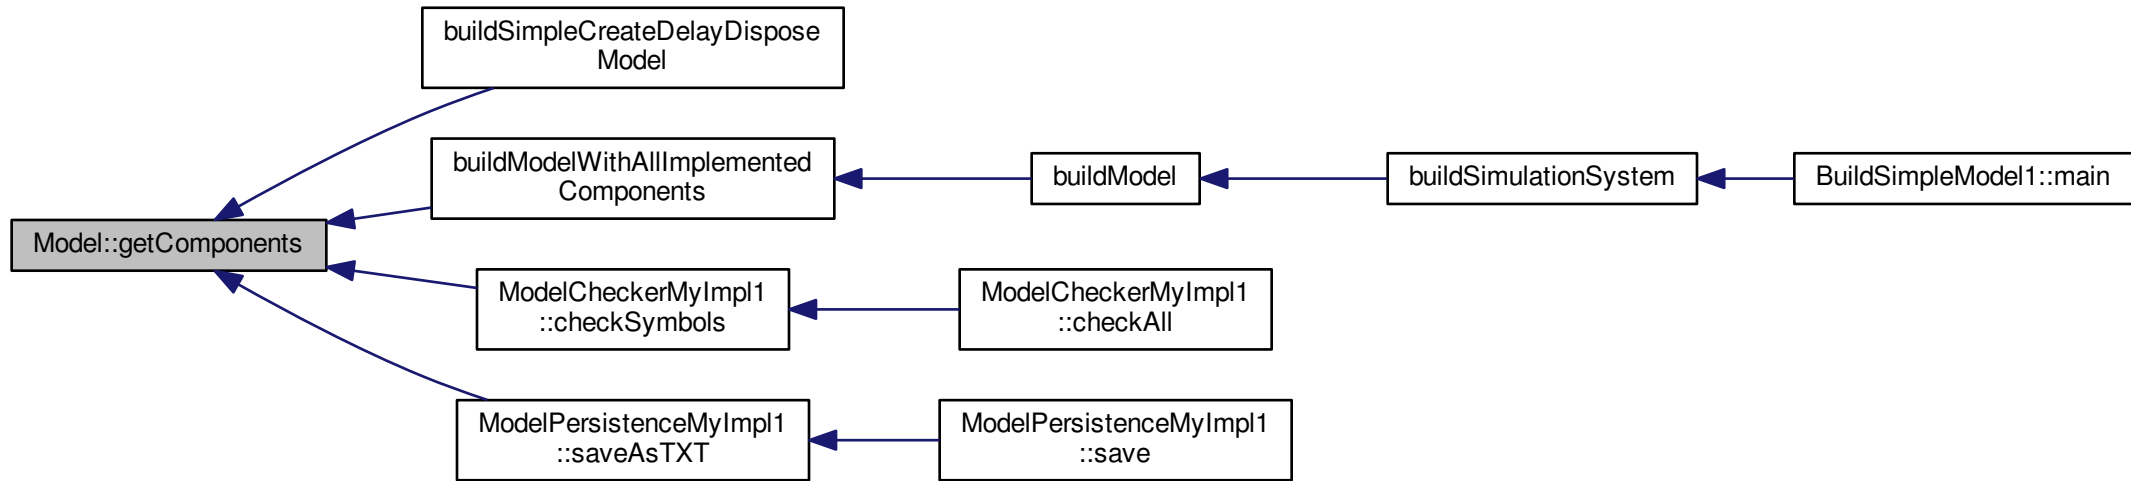 buildSimpleCreateDelayDispose
Model
buildModelWithAllImplemented
Components
buildModel
buildSimulationSystem
BuildSimpleModel1::main
Model::getComponents
ModelCheckerMyImpl1
::checkSymbols
ModelCheckerMyImpl1
::checkAll
ModelPersistenceMyImpl1
::saveAsTXT
ModelPersistenceMyImpl1
::save